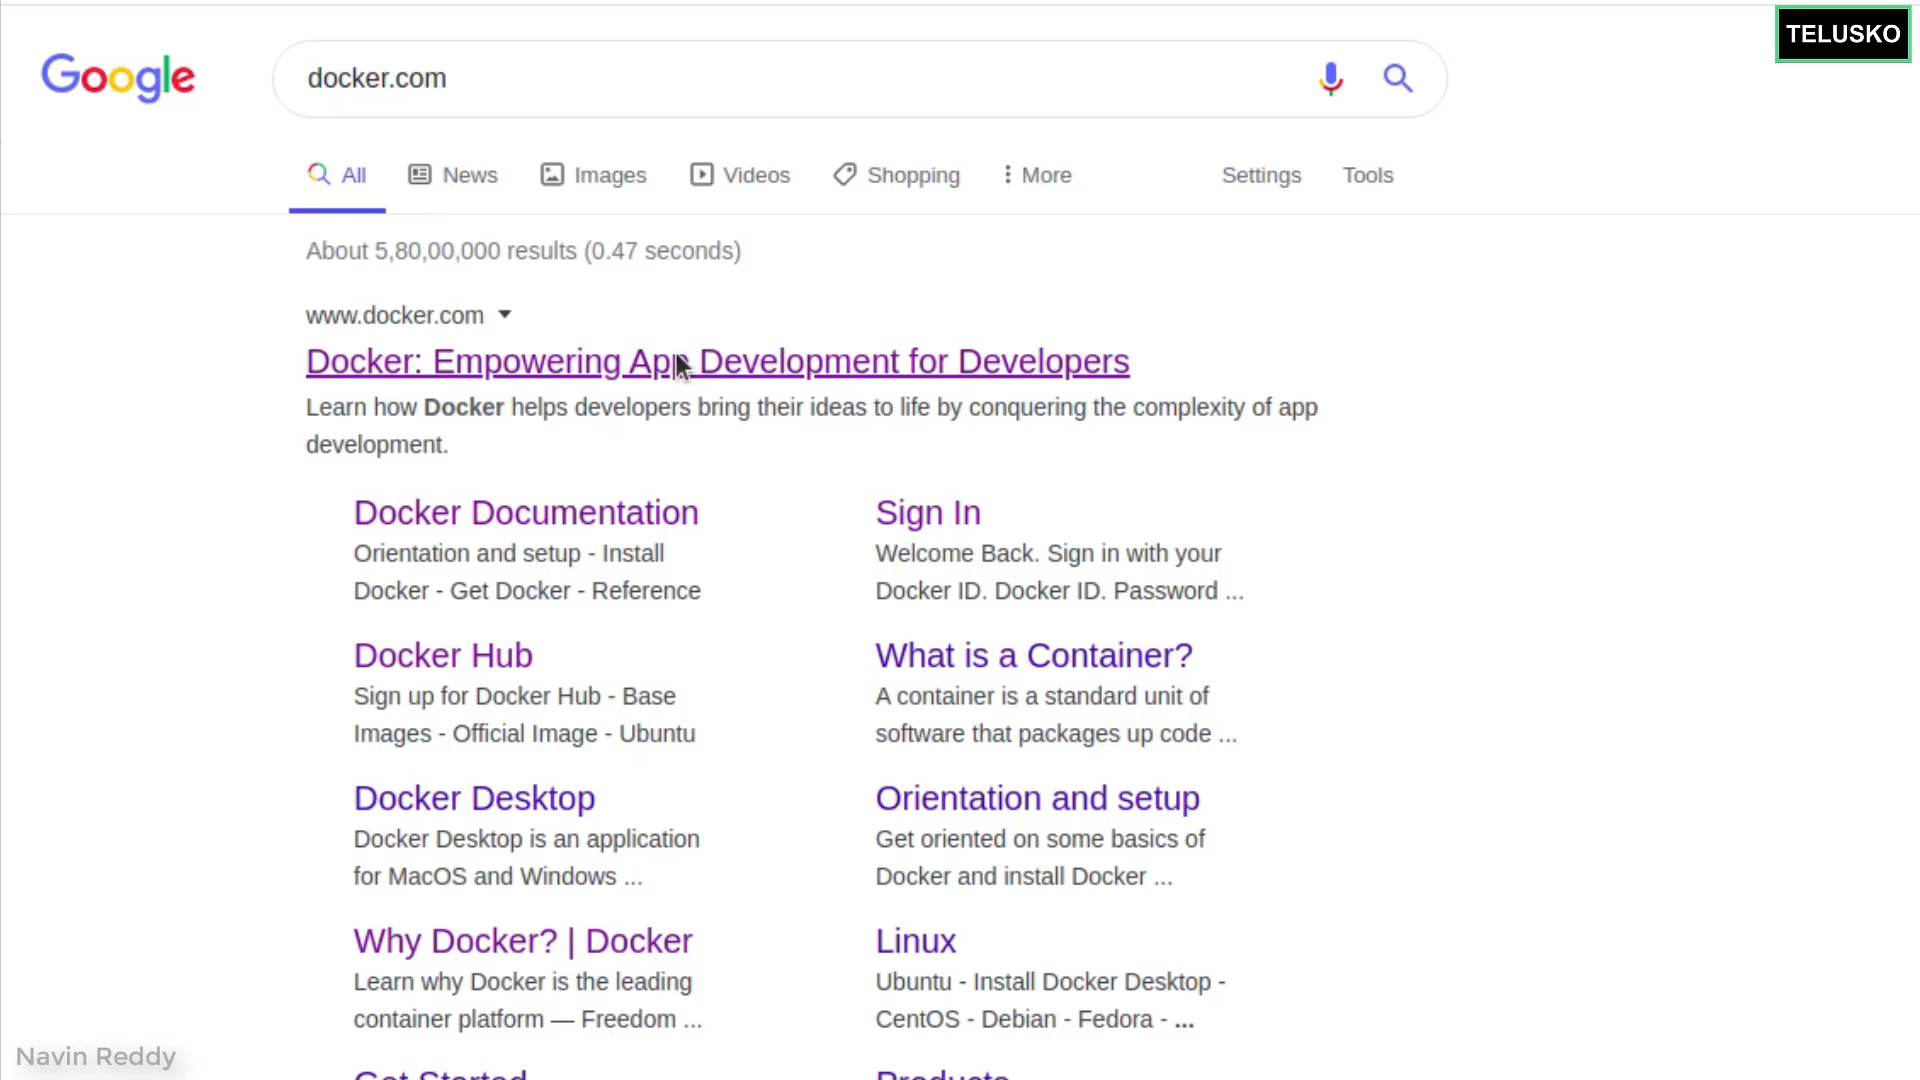 TELUSKO
Google
docker.com
All
News
Images
Videos
Shopping
More
Settings
Tools
About 5,80,00,000 results (0.47 seconds)
www.docker.com
Docker: Empowering App Development for Developers
Learn how Docker helps developers bring their ideas to life by conquering the complexity of app
development.
Docker Documentation
Orientation and setup - Install
Docker - Get Docker - Reference
Sign In
Welcome Back. Sign in with your
Docker ID. Docker ID. Password ...
Docker Hub
Sign up for Docker Hub - Base
Images - Official Image - Ubuntu
What is a Container?
A container is a standard unit of
software that packages up code ...
Docker Desktop
Docker Desktop is an application
for MacOS and Windows ...
Orientation and setup
Get oriented on some basics of
Docker and install Docker ...
Why Docker? | Docker
Learn why Docker is the leading
container platform — Freedom ...
Linux
Ubuntu - Install Docker Desktop -
CentOS - Debian - Fedora - ...
Get Started
Products
Navin Reddy